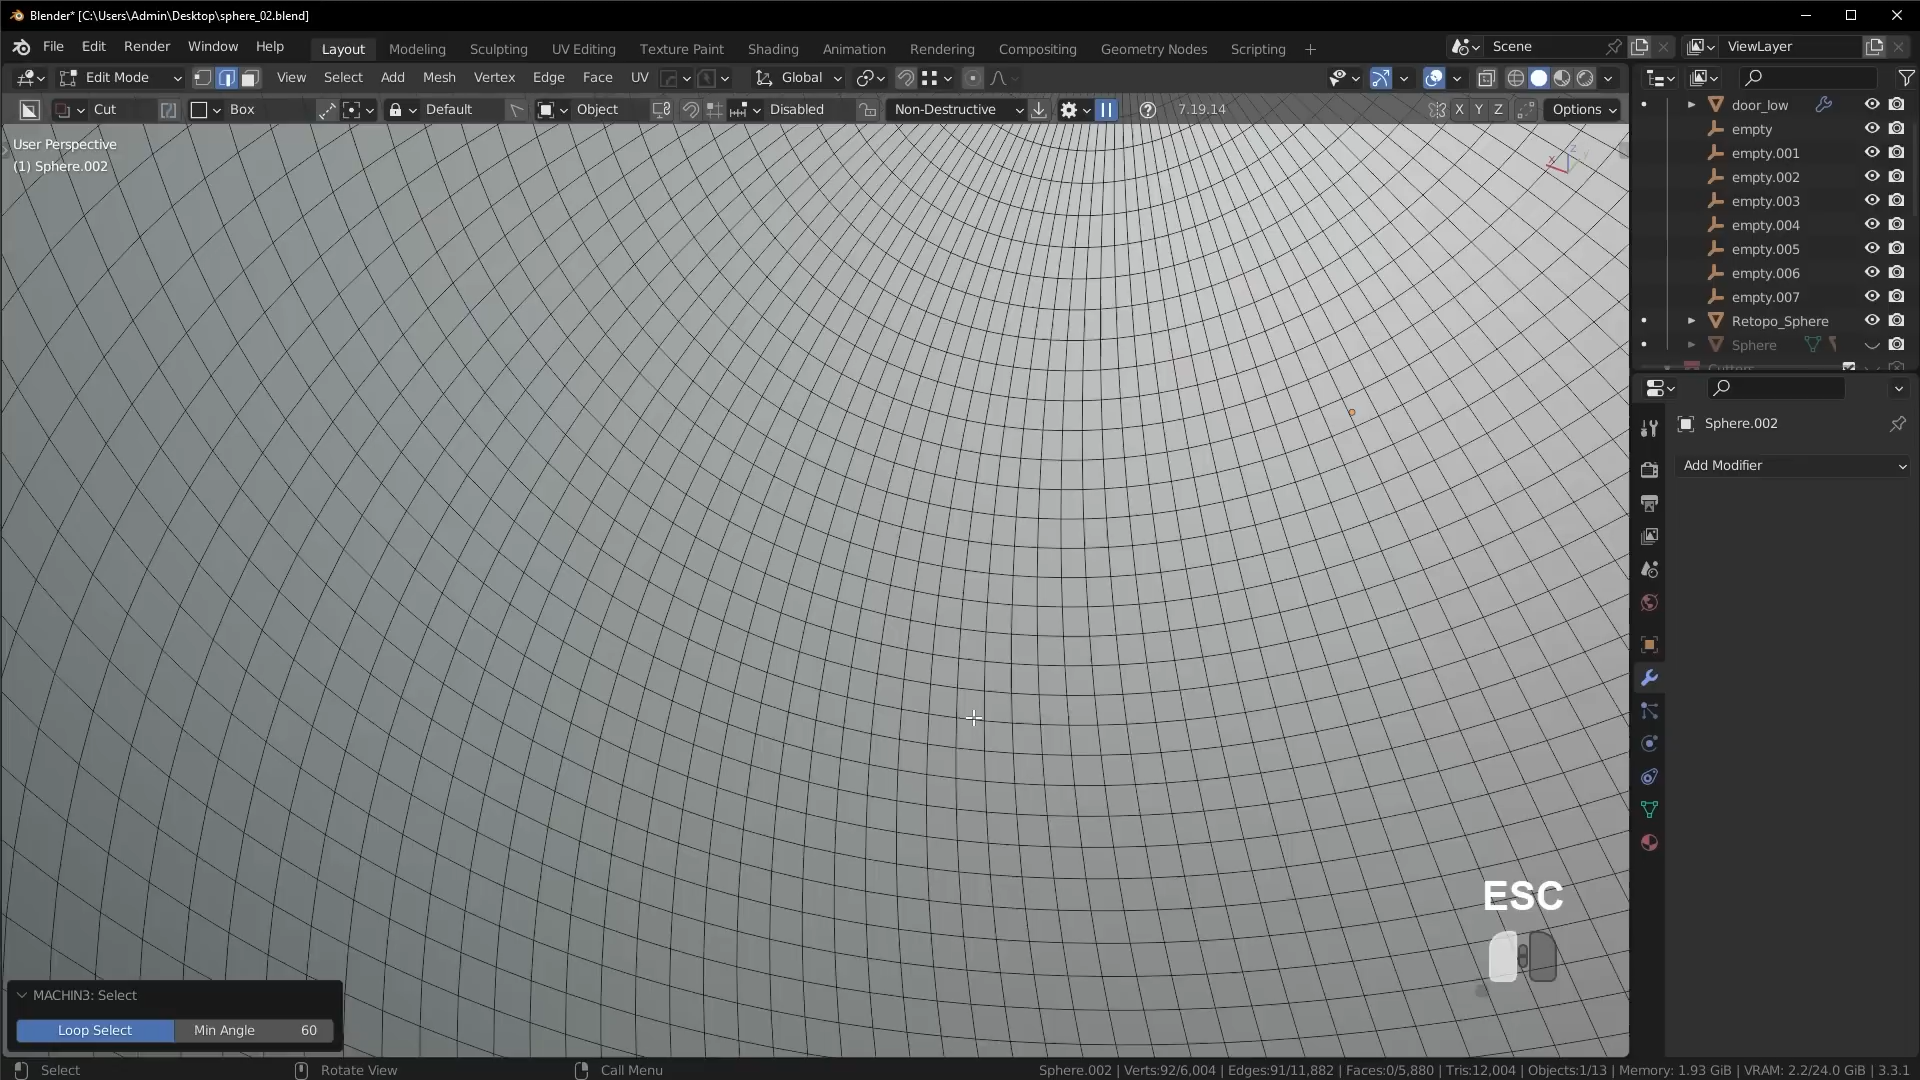 Blender* [C:\Users\Admin\Desktop\sphere_02.blend]
File Edit Render Window Help Layout Modeling Sculpting UV Editing Texture Paint Shading Animation Rendering Compositing Geometry Nodes Scripting + Scene ViewLayer
Edit Mode View Select Add Mesh Vertex Edge Face UV Global
Cut Box Default Object Disabled Non-Destructive 7.19.14 X Y Z Options
User Perspective
(1) Sphere.002
Z
X
Y
door_low
empty
empty.001
empty.002
empty.003
empty.004
empty.005
empty.006
empty.007
Retopo_Sphere
Sphere
Cutters
Sphere.002
Add Modifier
ESC
MACHIN3: Select
Loop Select Min Angle 60
Select Rotate View Call Menu Sphere.002 | Verts:92/6,004 | Edges:91/11,882 | Faces:0/5,880 | Tris:12,004 | Objects:1/13 | Memory: 1.93 GiB | VRAM: 2.2/24.0 GiB | 3.3.1